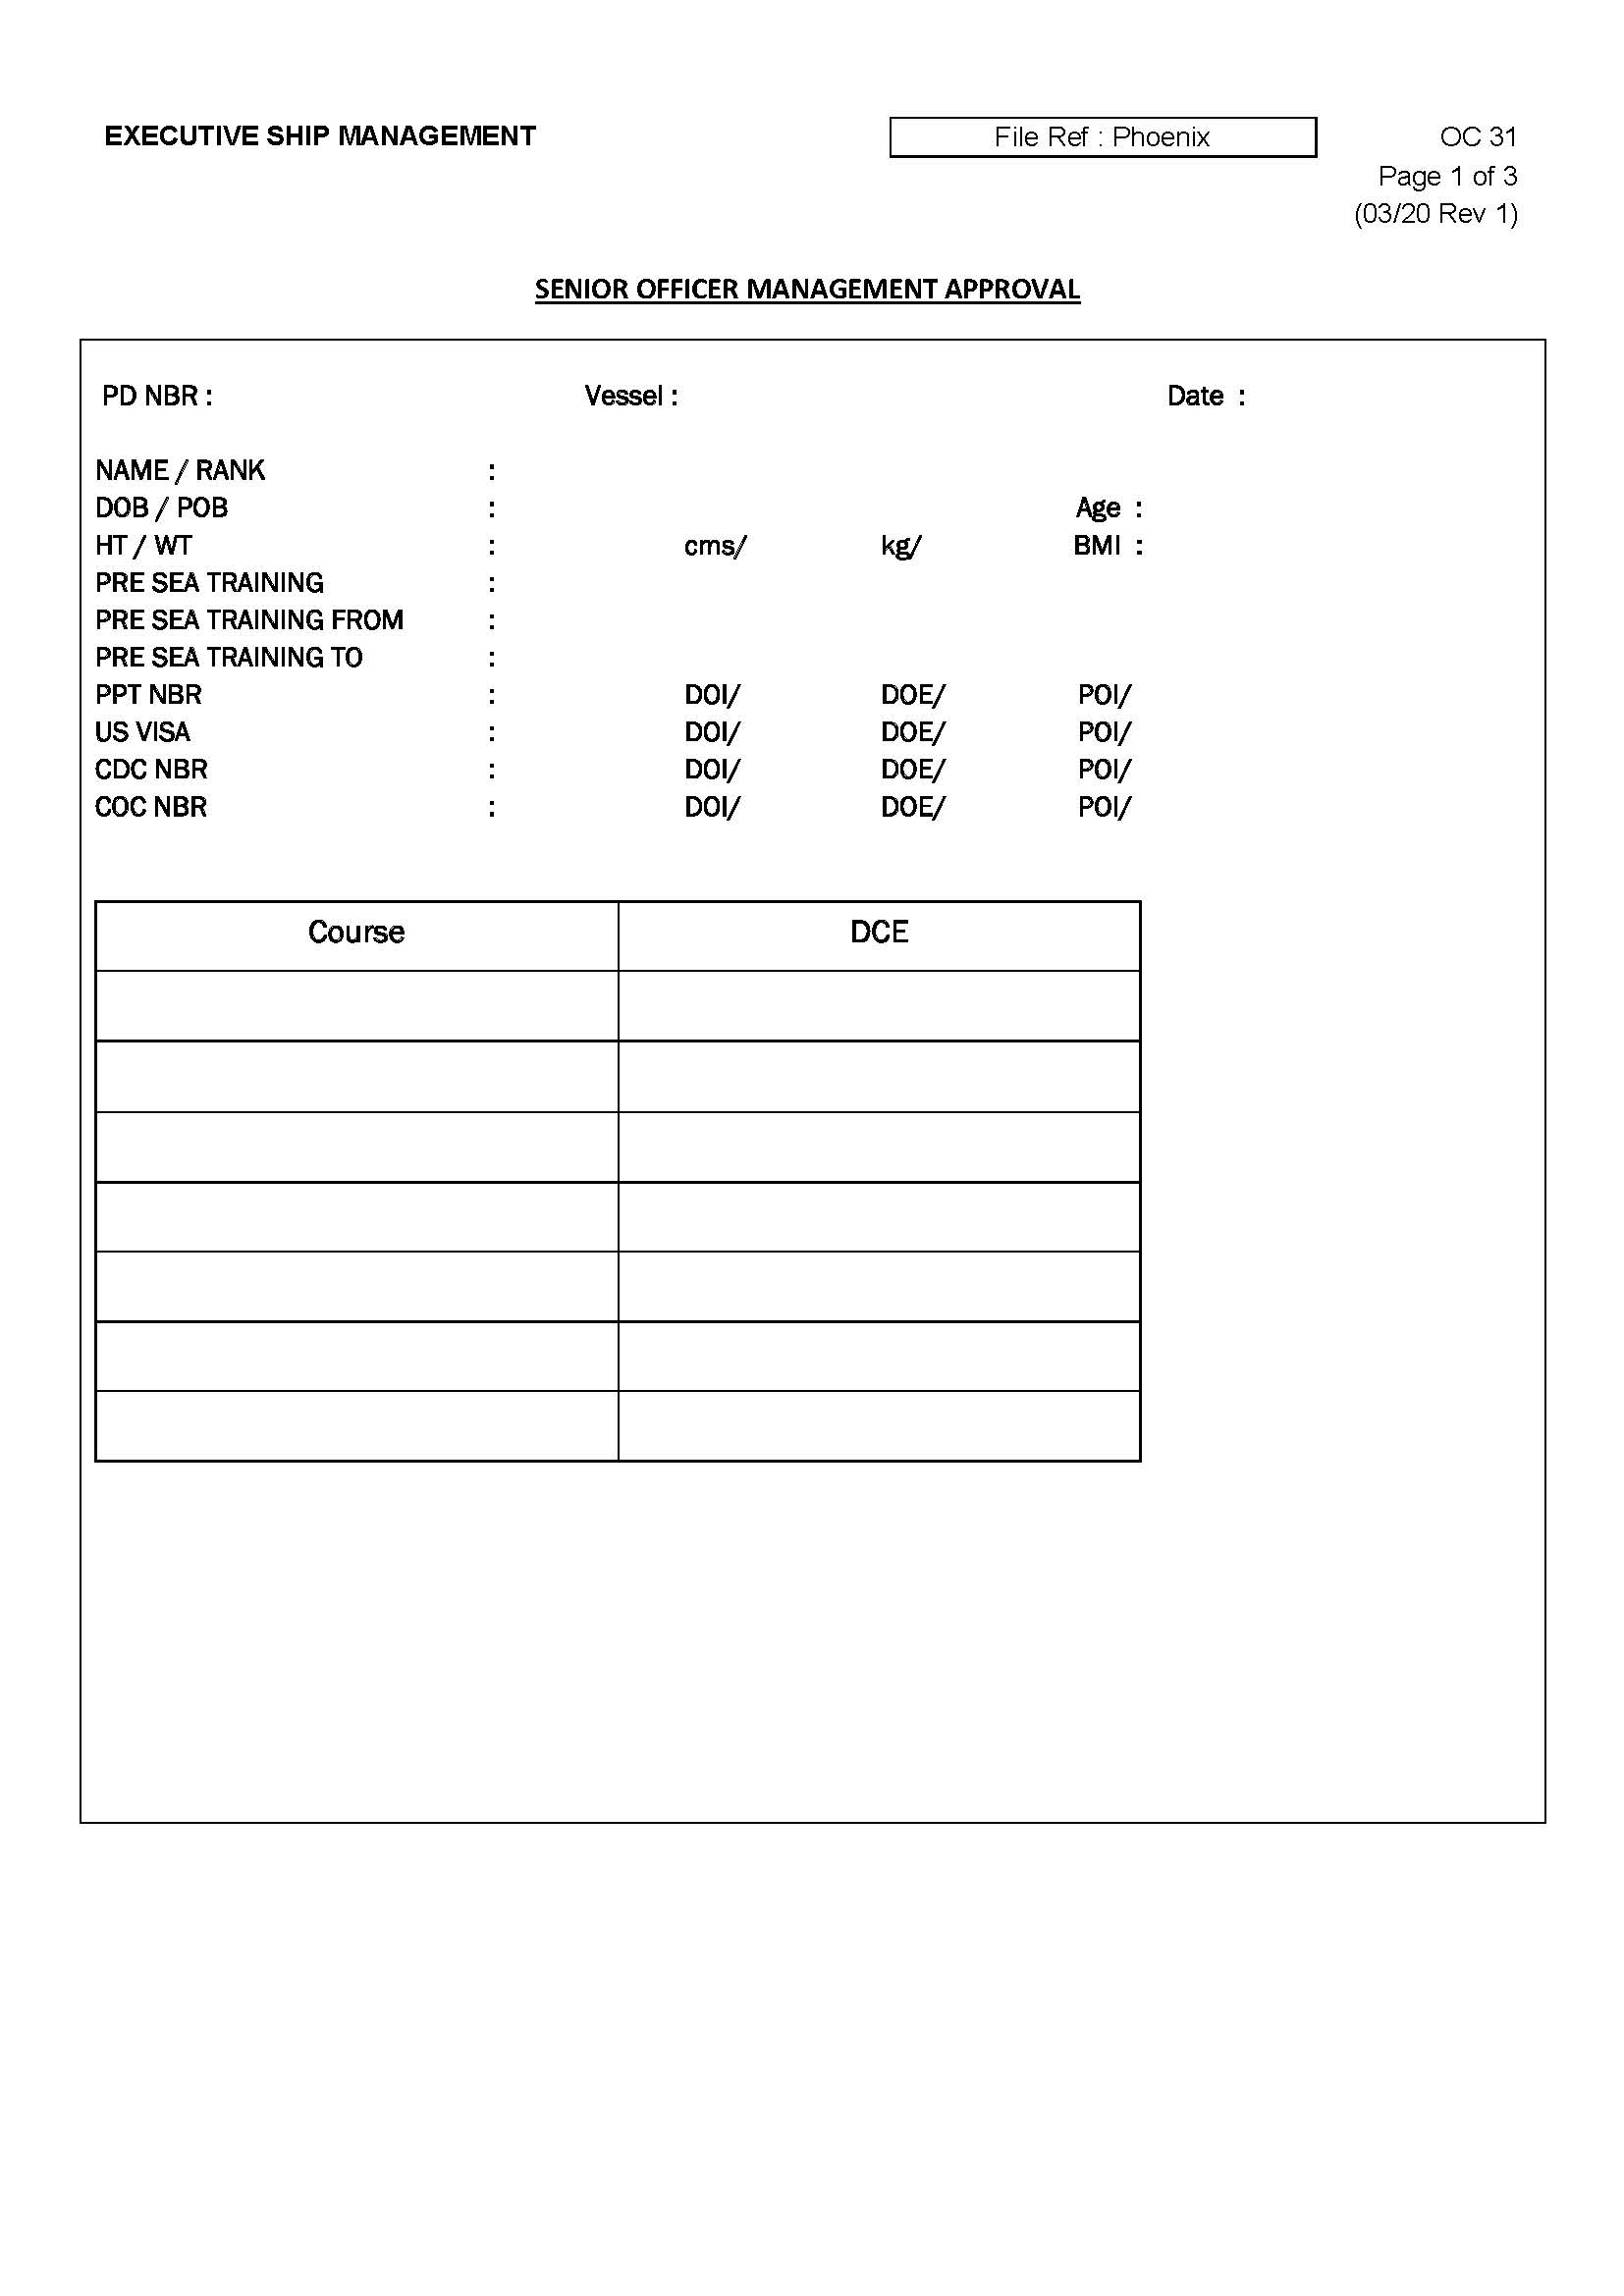 EXECUTIVE SHIP MANAGEMENT File Ref : Phoenix OC 31
Page 1 of 3
(03/20 Rev 1)
SENIOR OFFICER MANAGEMENT APPROVAL
PD NBR : Vessel : Date :
NAME / RANK :
DOB / POB : Age :
HT / WT : cms/ kg/ BMI :
PRE SEA TRAINING :
PRE SEA TRAINING FROM :
PRE SEA TRAINING TO :
PPT NBR : DOI/ DOE/ POI/
US VISA : DOI/ DOE/ POI/
CDC NBR : DOI/ DOE/ POI/
COC NBR : DOI/ DOE/ POI/
Course DCE